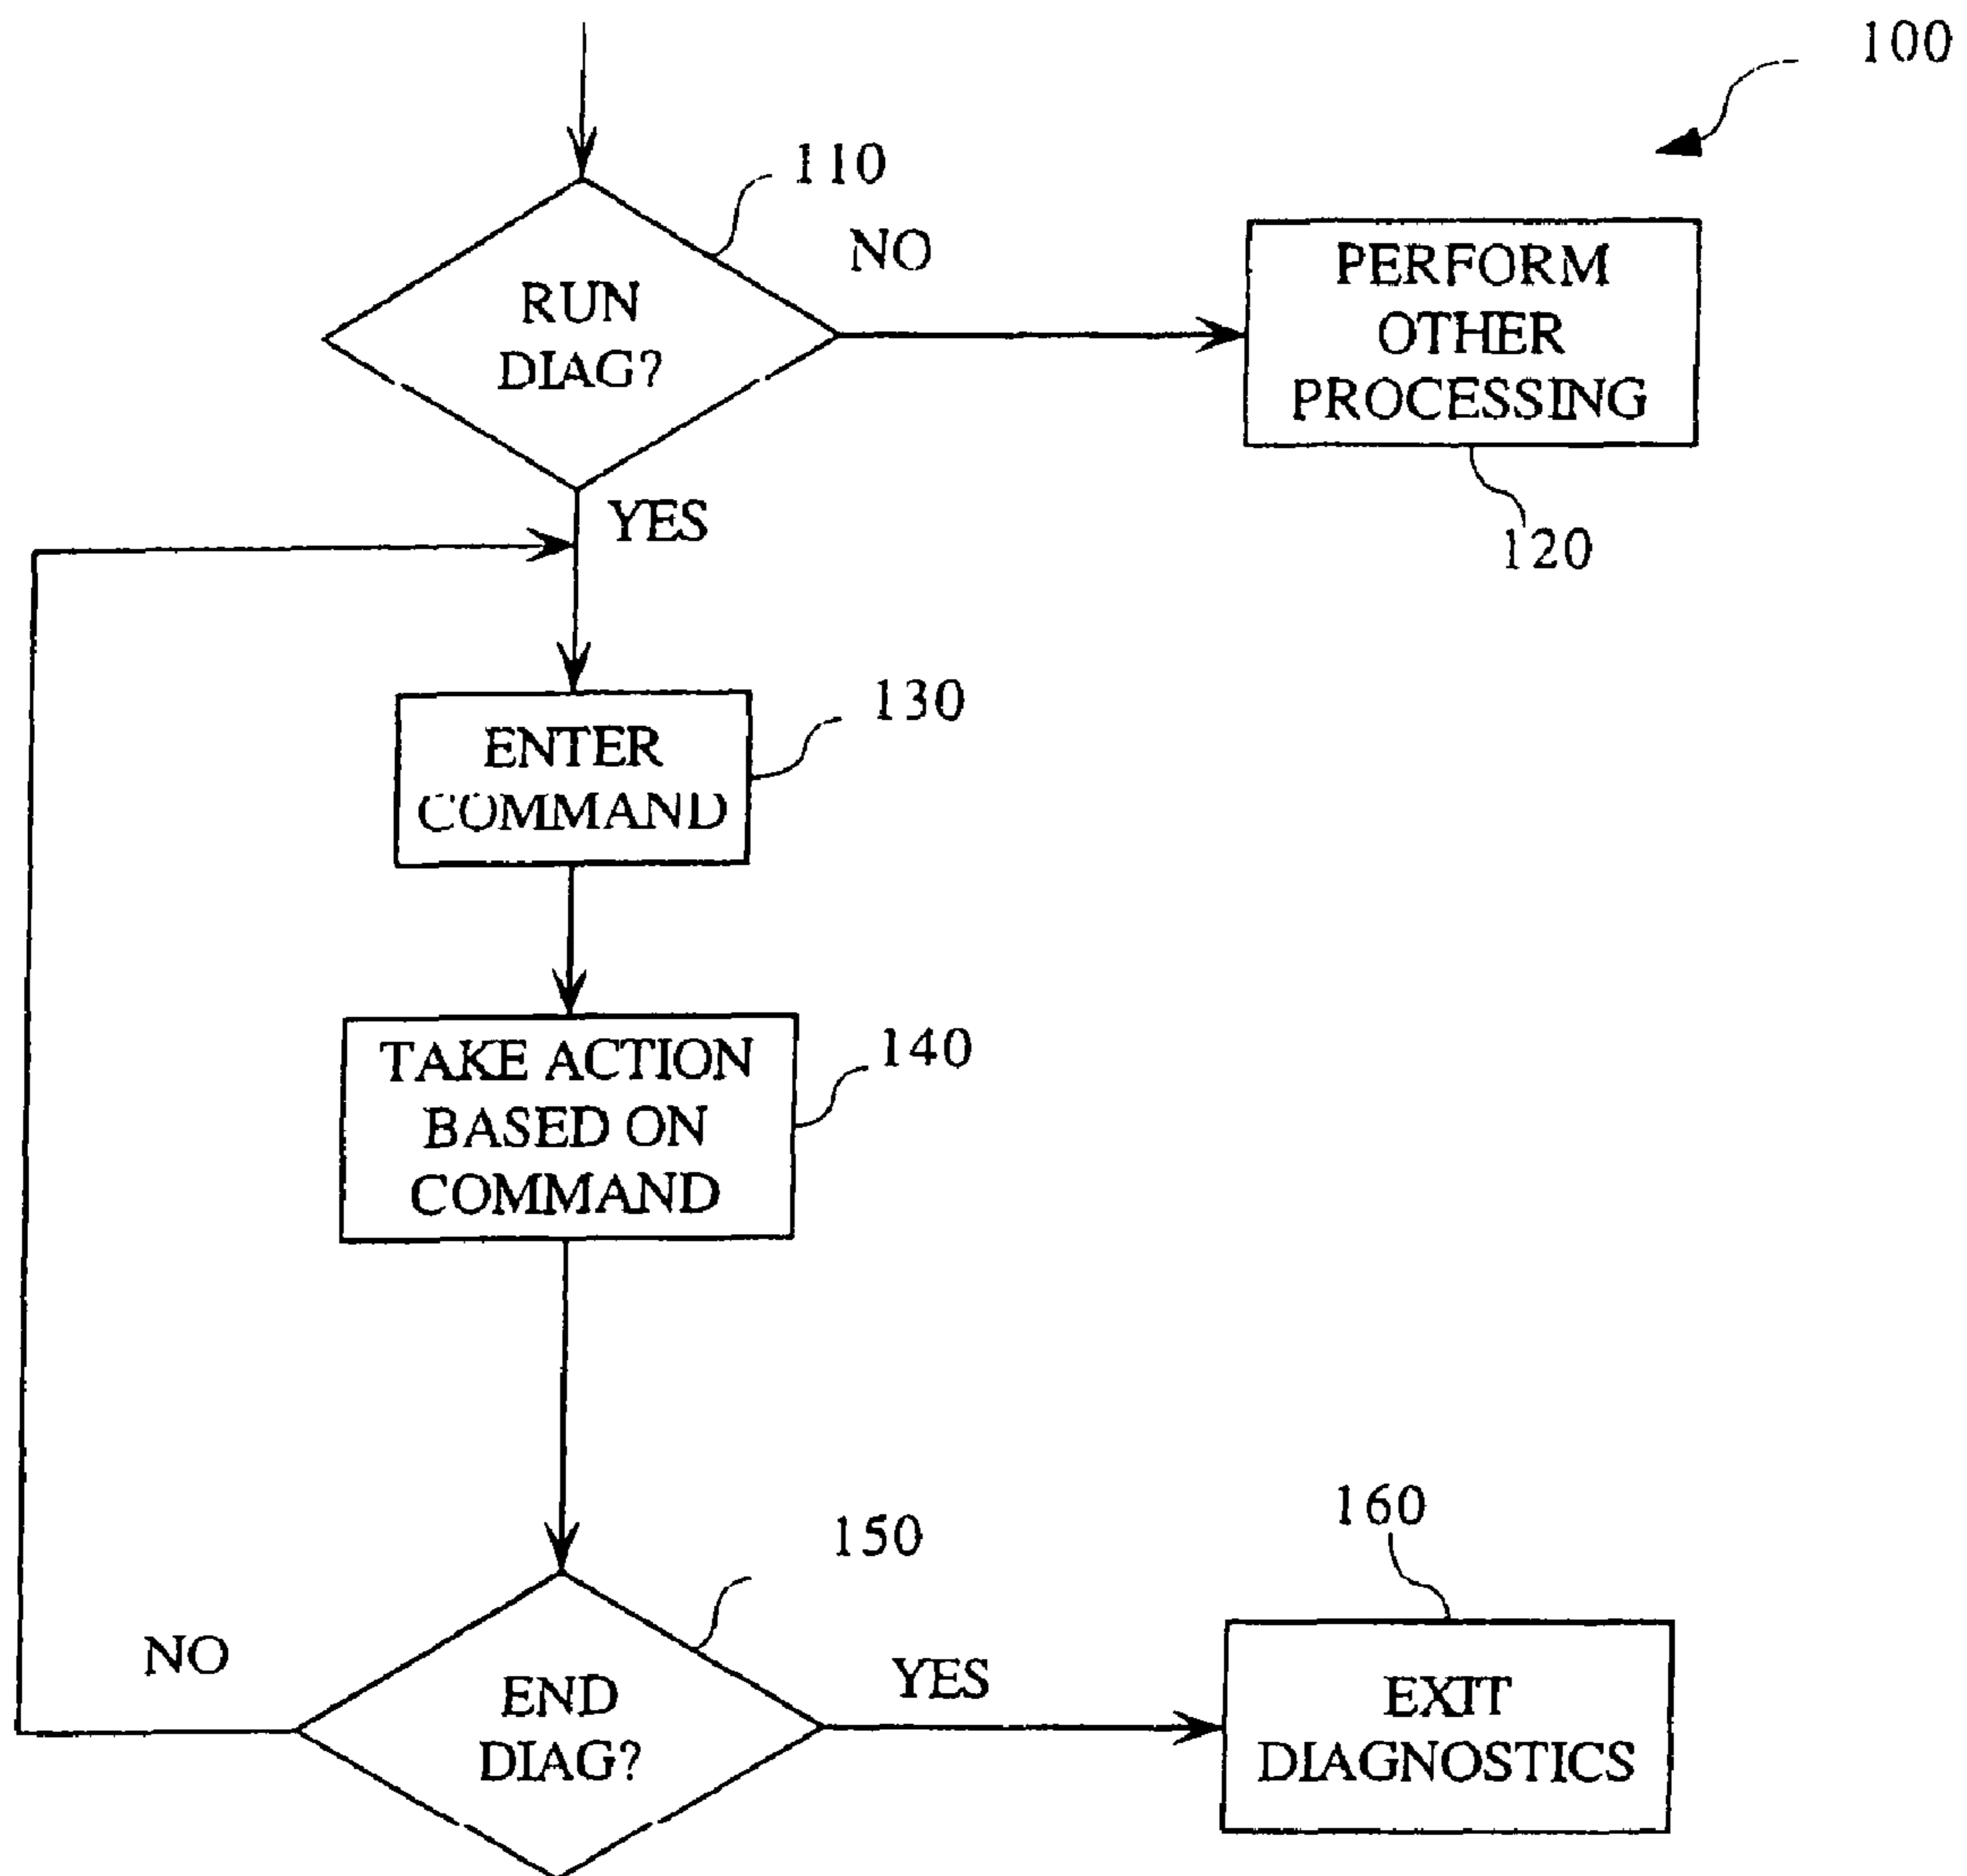 100
110
NO
RUN
DIAG?
PERFORM
OTHER
PROCESSING
120
YES
130
ENTER
COMMAND
140
TAKE ACTION
BASED ON
COMMAND
150
160
NO
END
DIAG?
YES
EXIT
DIAGNOSTICS